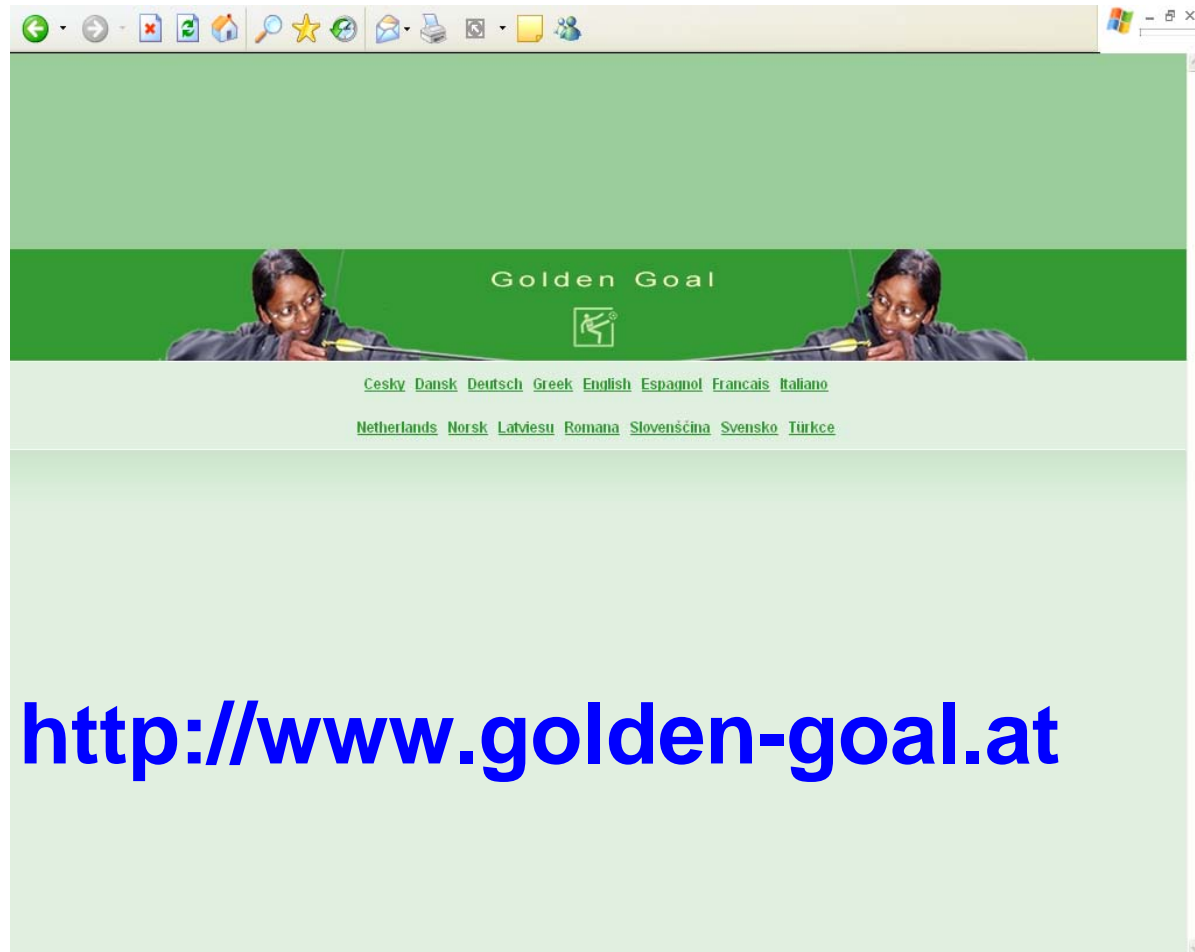 Golden Goal
Cesky Dansk Deutsch Greek English Espagnol Francais Italiano
Netherlands Norsk Latviesu Romana Slovenščina Svensko Türkce
http://www.golden-goal.at